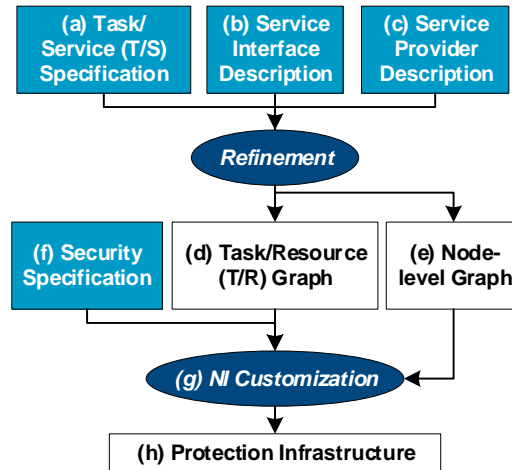 (a) Task/
Service (T/S)
Specification
(b) Service
Interface
Description
(c) Service
Provider
Description
Refinement
(f) Security
Specification
(d) Task/Resource
(T/R) Graph
(e) Node-
level Graph
(g) NI Customization
(h) Protection Infrastructure